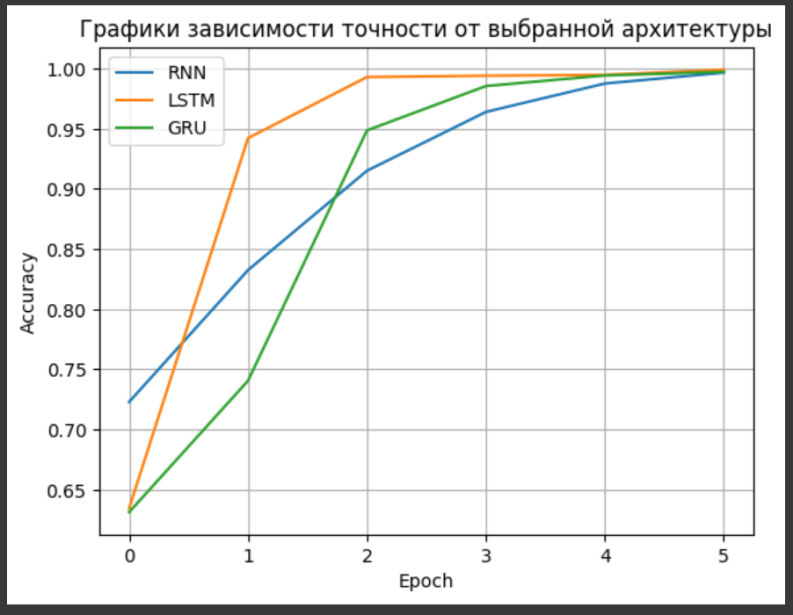 Графики зависимости точности от выбранной архитектуры
RNN
LSTM
GRU
1.00
0.95
0.90
0.85
0.80
0.75
0.70
0.65
Accuracy
0 1 2 3 4 5
Epoch